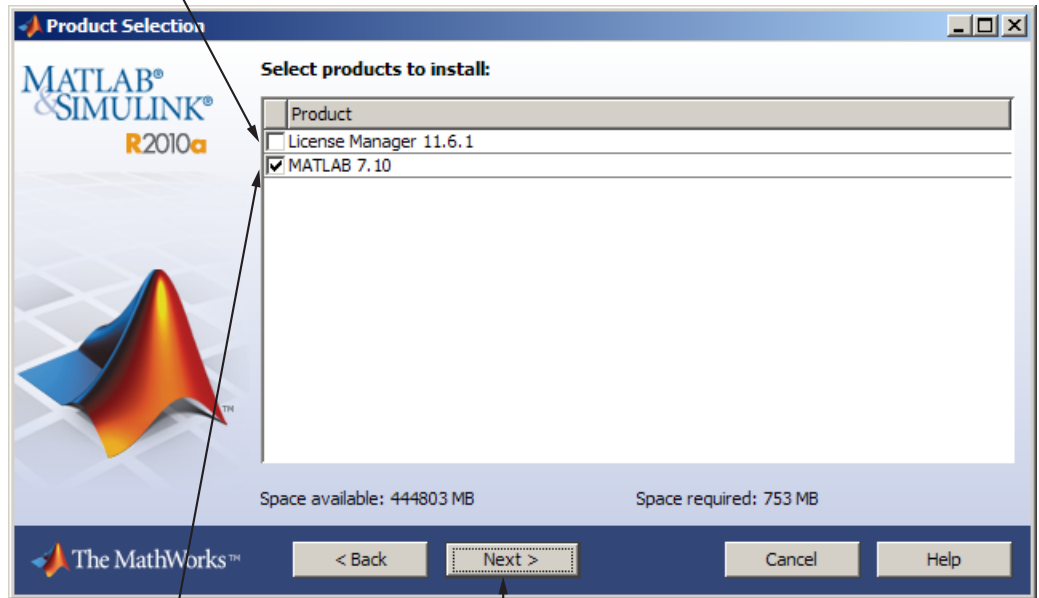 Product Selection
MATLAB®
&SIMULINK®
R2010a
Select products to install:
Product
License Manager 11.6.1
MATLAB 7.10
TM
Space available: 444803 MB
Space required: 753 MB
The MathWorks™
< Back
Next >
Cancel
Help